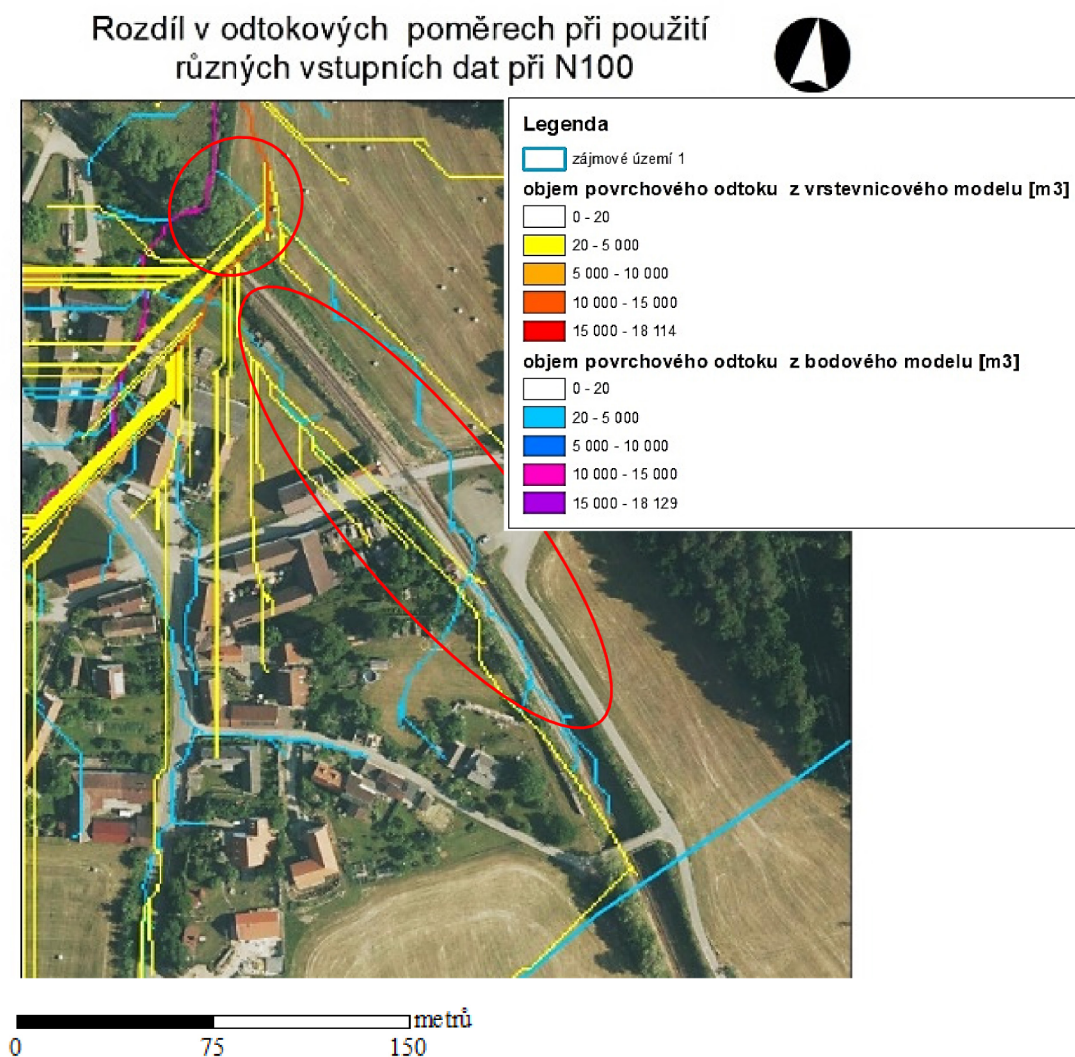 Rozdíl v odtokových poměrech při použití
různých vstupních dat při N100
Legenda
zájmové území 1
objem povrchového odtoku z vrstevnicového modelu [m3]
0 - 20
20 - 5 000
5 000 - 10 000
10 000 - 15 000
15 000 - 18 114
objem povrchového odtoku z bodového modelu [m3]
0 - 20
20 - 5 000
5 000 - 10 000
10 000 - 15 000
15 000 - 18 129
metrů
0 75 150